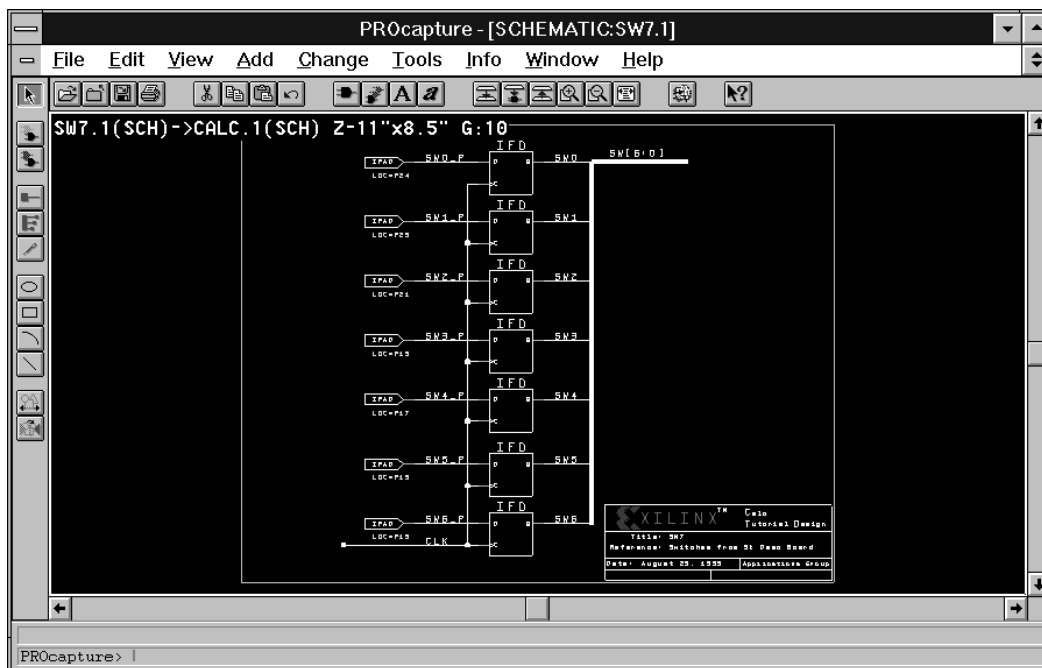 PROcapture - [SCHEMATIC:SW7.1]
File Edit View Add Change Tools Info Window Help
SW7.1(SCH)->CALC.1(SCH) Z-11"x8.5" G:10
IFD
IPAD SW0_P D Q SW0 SW[6:0]
LOC=P24
C
IFD
IPAD SW1_P D Q SW1
C
IFD
IPAD SW2_P D Q SW2
C
IFD
IPAD SW3_P D Q SW3
C
IFD
IPAD SW4_P D Q SW4
LOC=P17
C
IFD
IPAD SW5_P D Q SW5
C
IFD
IPAD SW6_P D Q SW6
CLK C
XILINX™ Calc
Tutorial Design
Title: SW7
Reference: Switches from St Demo Board
Date: August 25, Applications Group
PROcapture>